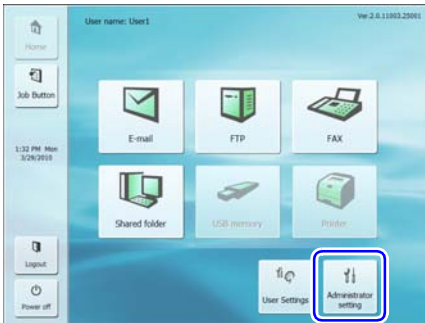 User name: User1
Ver.2.0.11003.25001
Home
Job Button
1:32 PM Mon
3/29/2010
E-mail
FTP
FAX
Shared folder
USB memory
Printer
Logout
Power off
User Settings
Administrator
setting